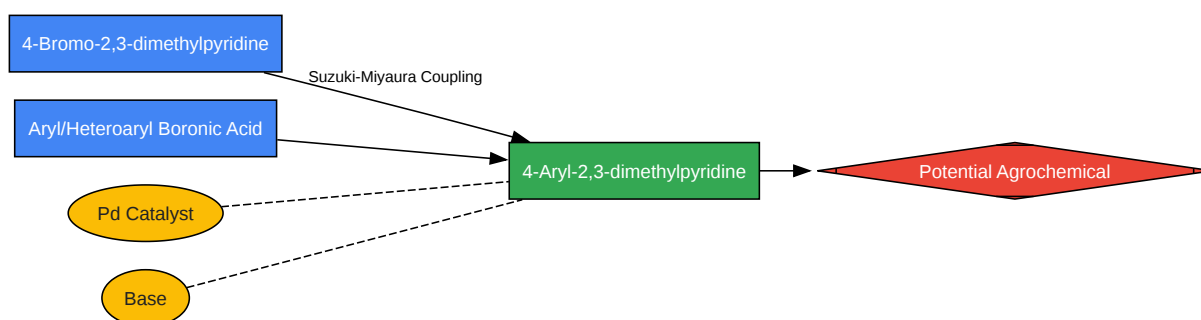 4-Bromo-2,3-dimethylpyridine
Suzuki-Miyaura Coupling
Aryl/Heteroaryl Boronic Acid
4-Aryl-2,3-dimethylpyridine
Potential Agrochemical
Pd Catalyst
Base